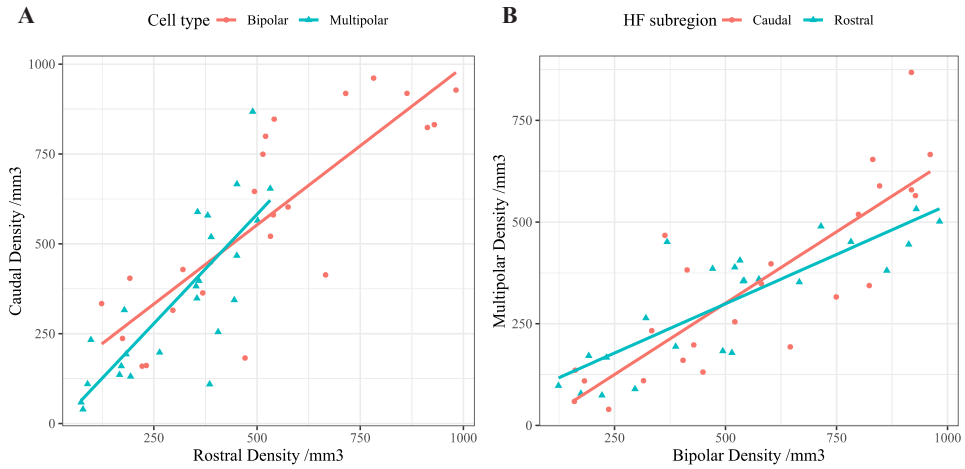 A
Cell type Bipolar Multipolar
Caudal Density /mm3
1000
750
500
250
0
250 500 750 1000
Rostral Density /mm3
B
HF subregion Caudal Rostral
Multipolar Density /mm3
750
500
250
0
250 500 750 1000
Bipolar Density /mm3